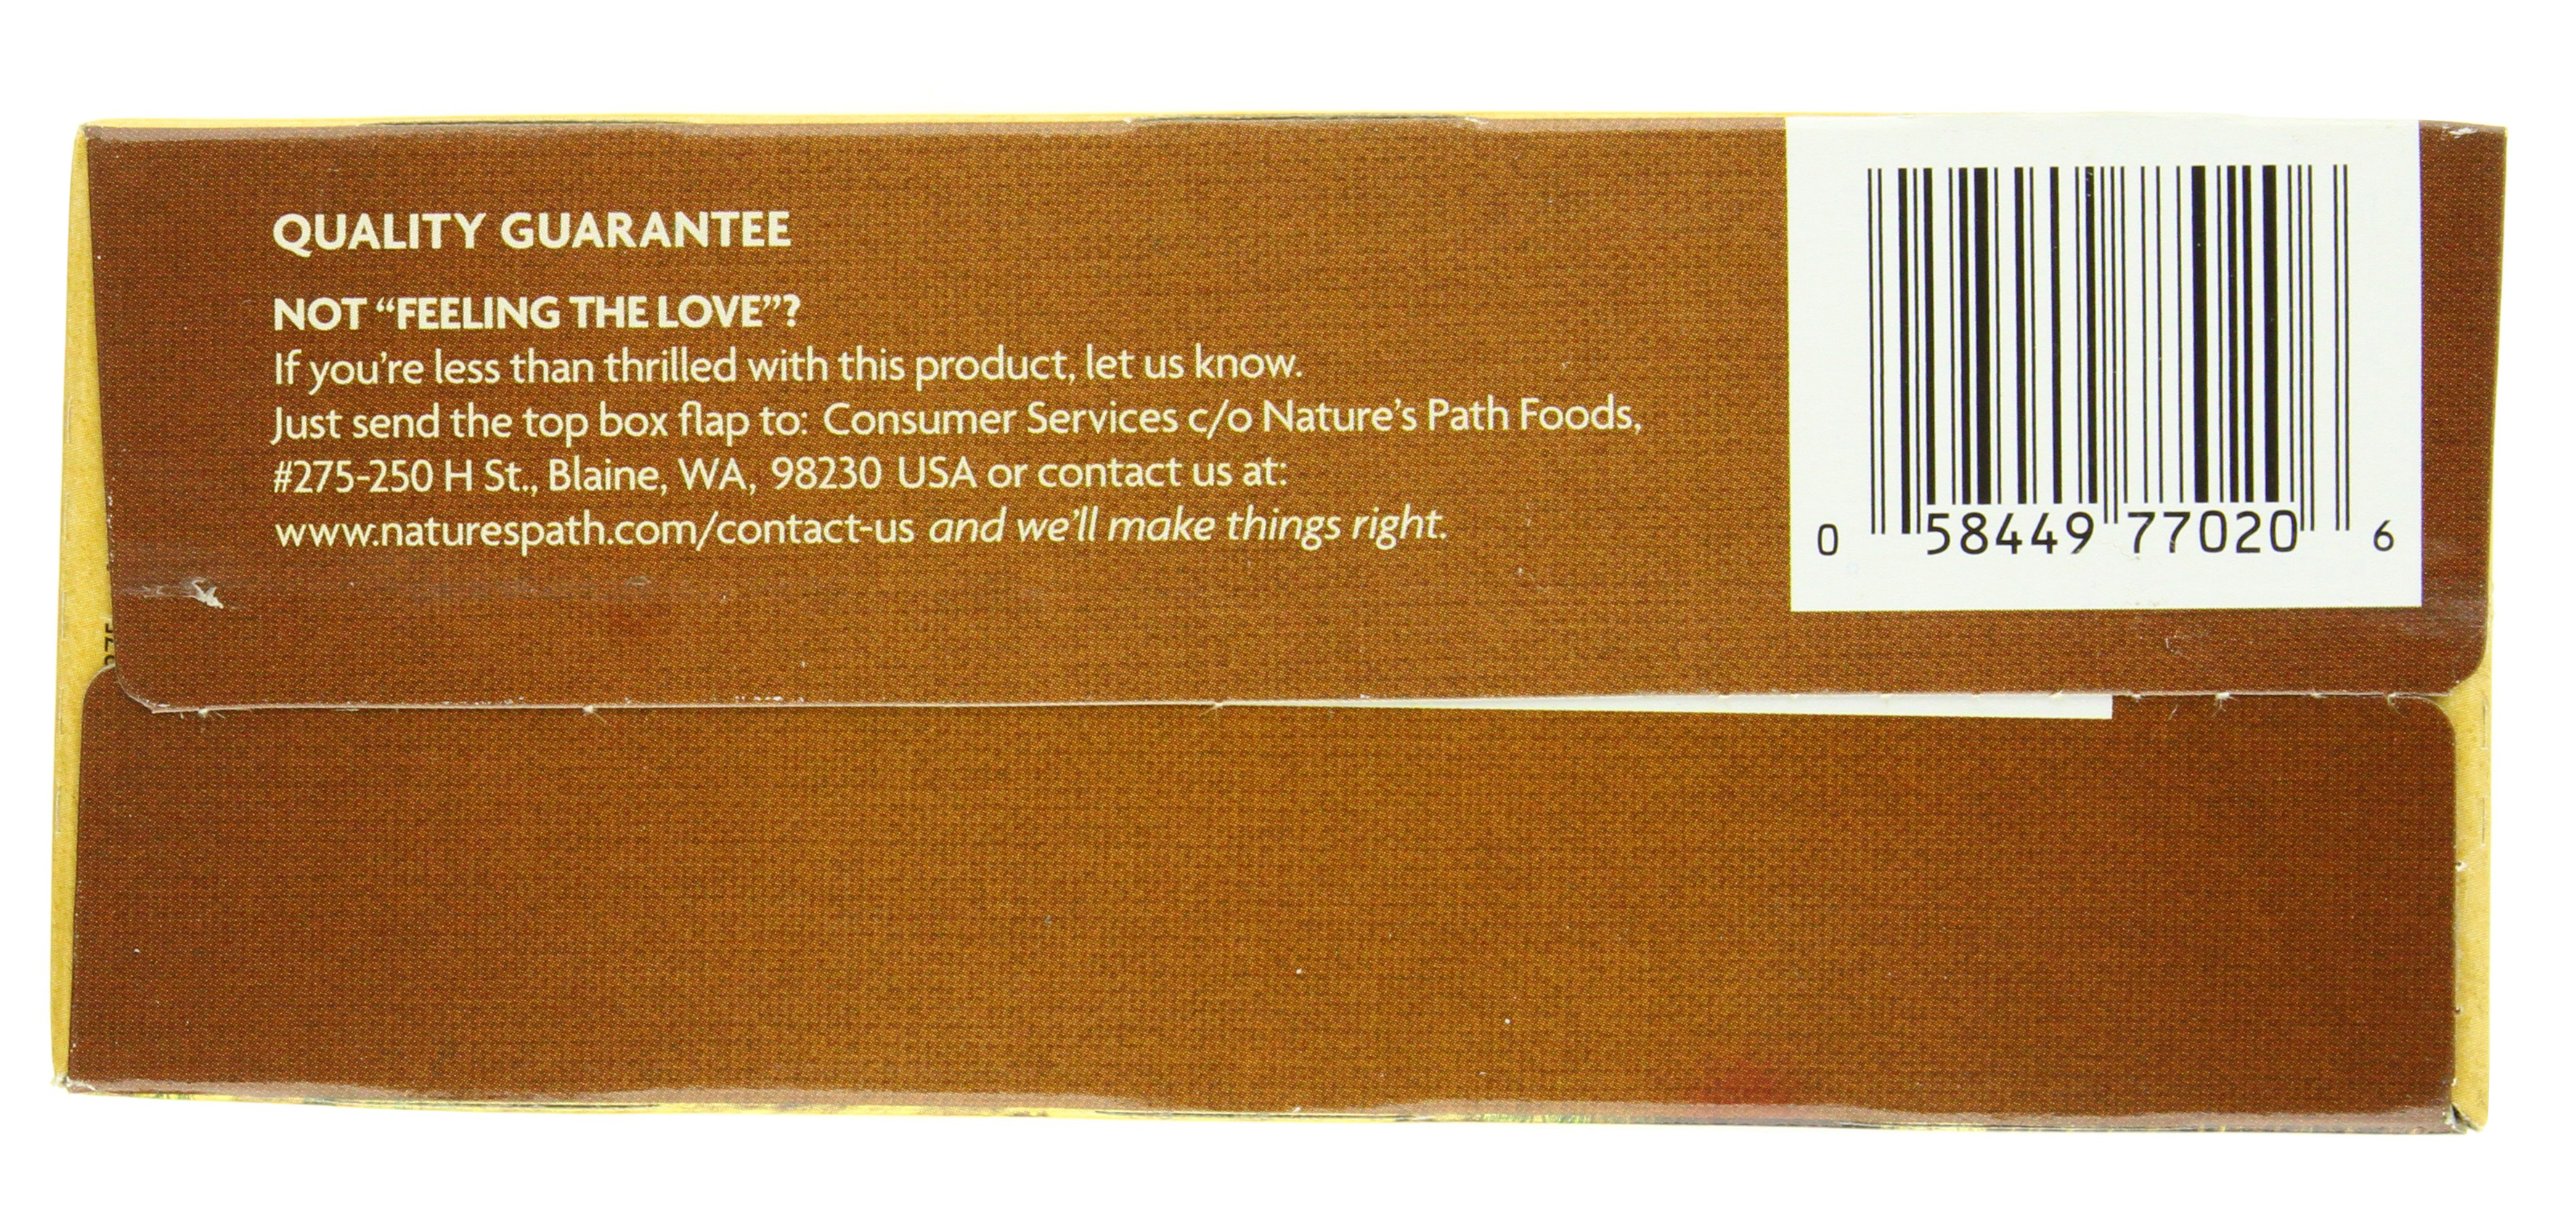 QUALITY GUARANTEE
NOT “FEELING THE LOVE”?
If you’re less than thrilled with this product, let us know.
Just send the top box flap to: Consumer Services c/o Nature’s Path Foods,
#275-250 H St., Blaine, WA, 98230 USA or contact us at:
www.naturespath.com/contact-us and we’ll make things right.
0 58449 77020 6